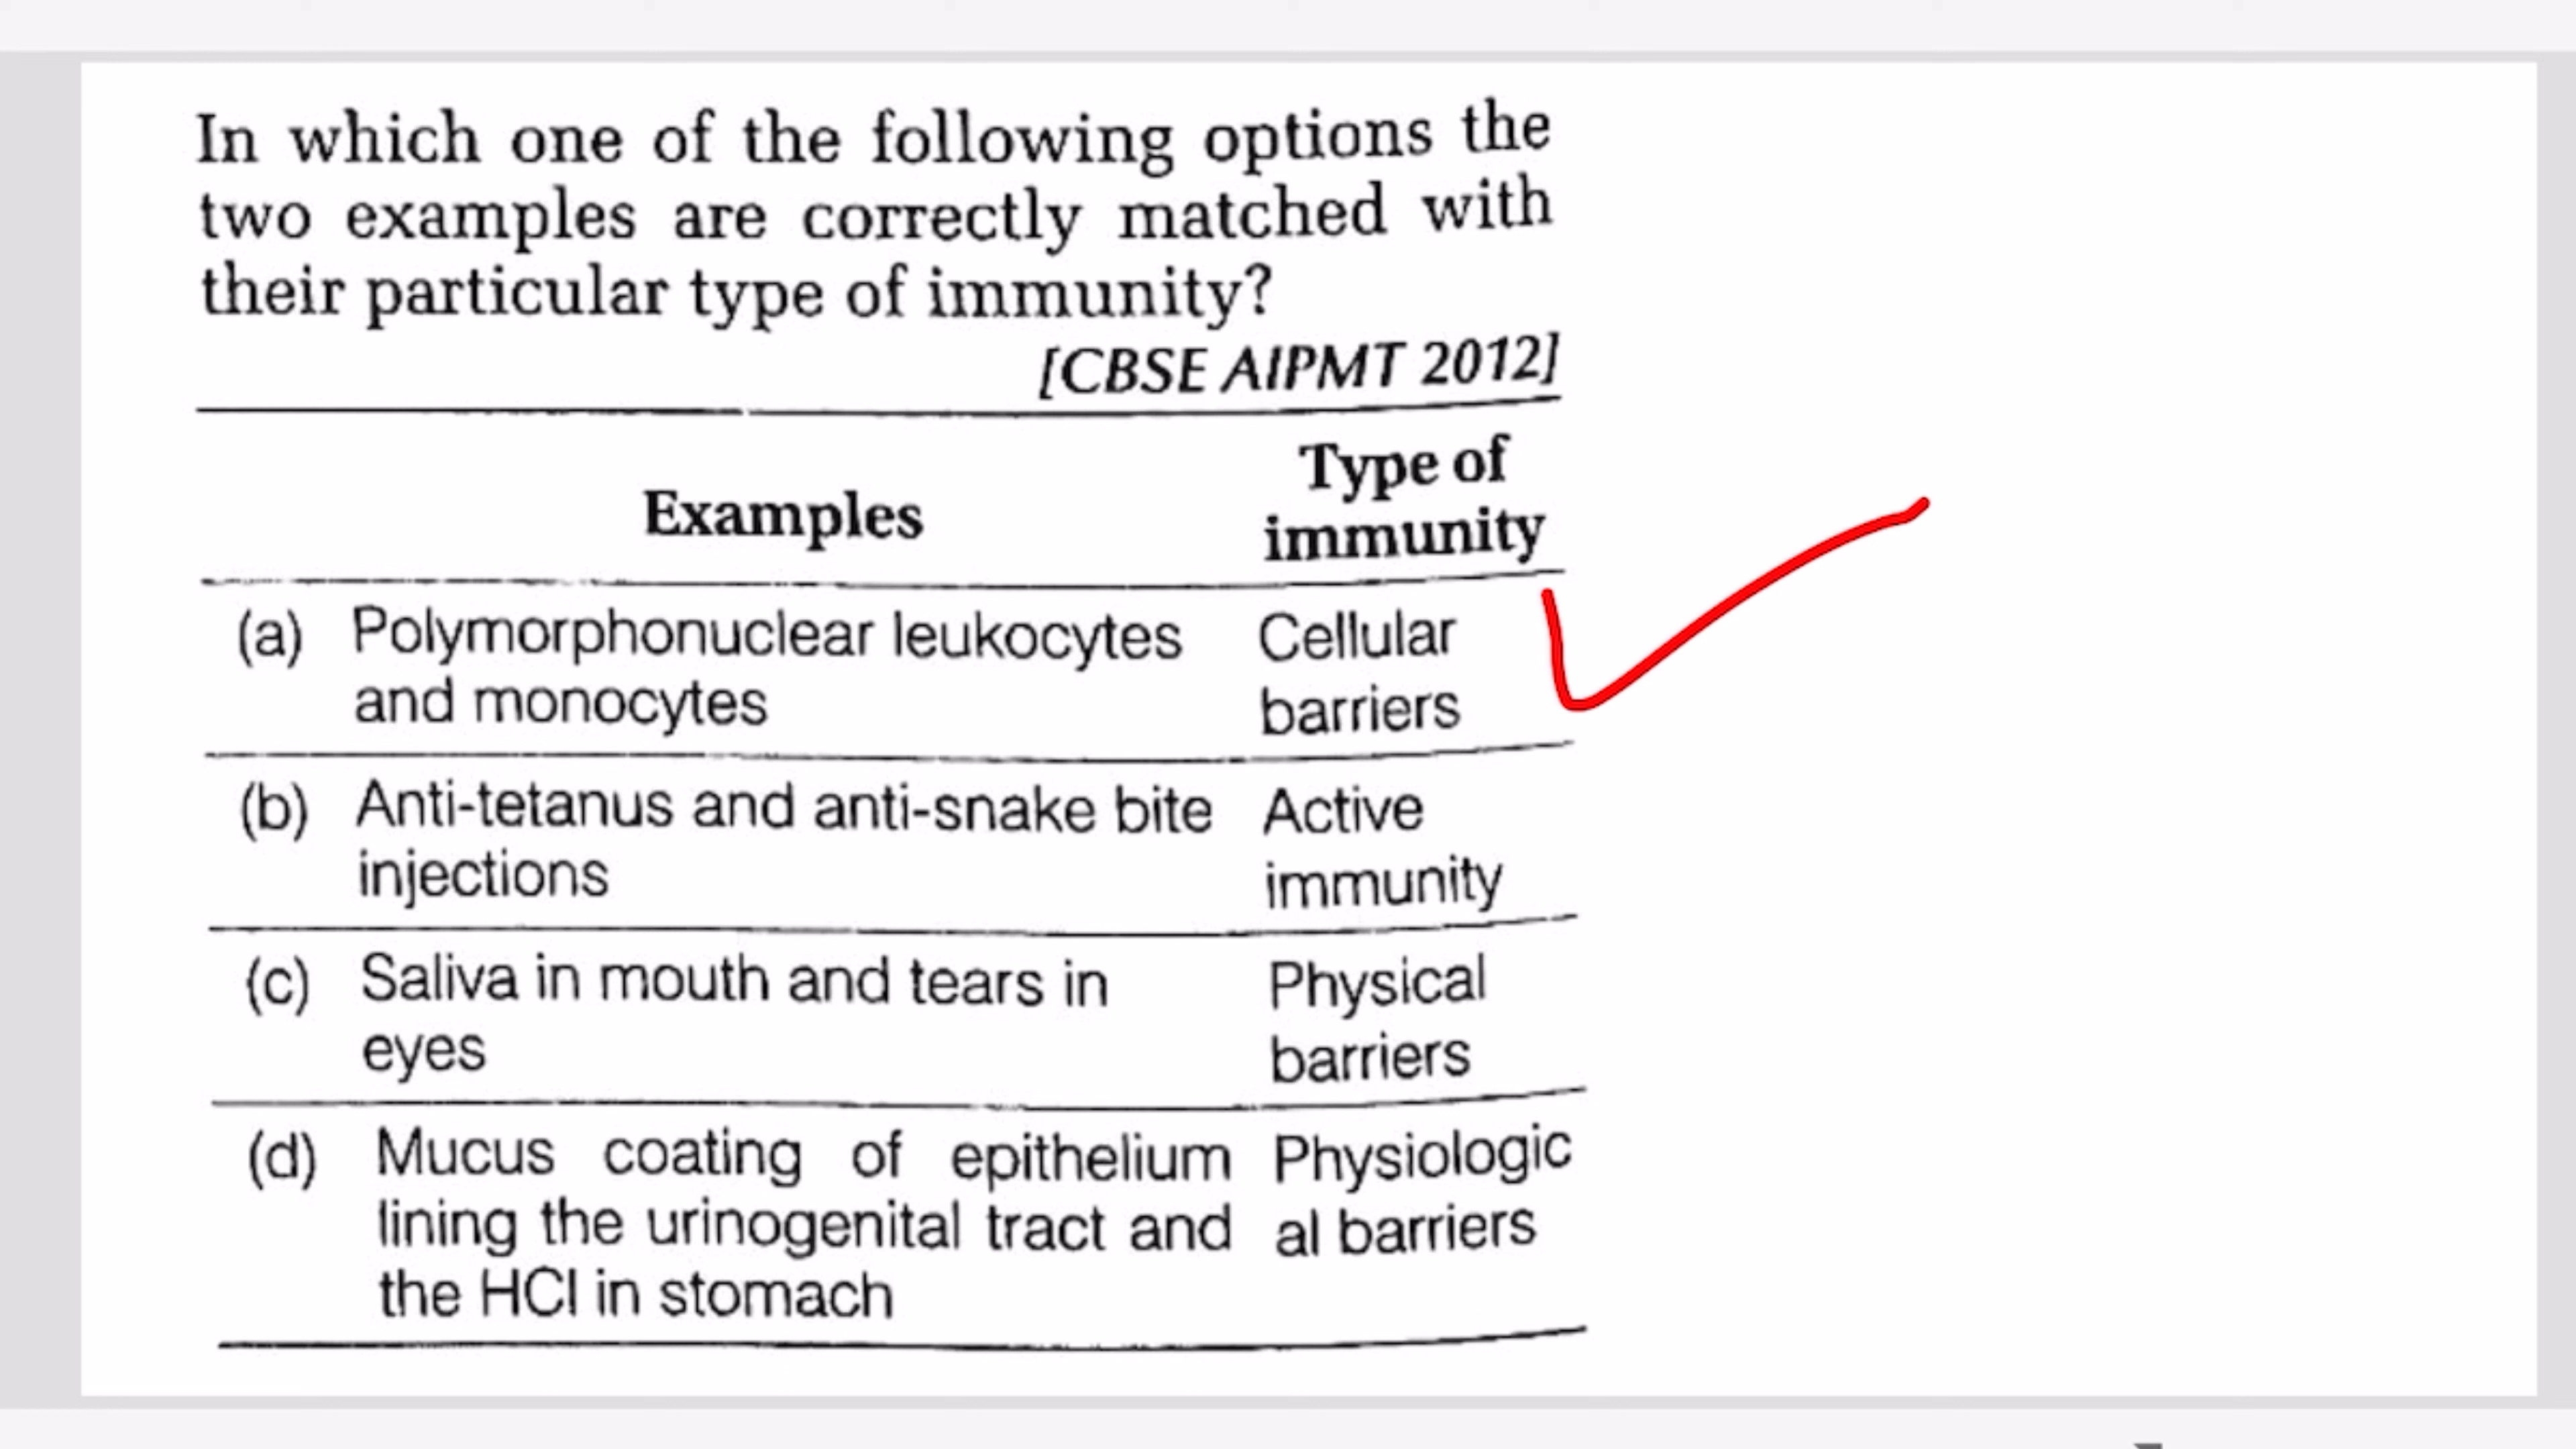 In which one of the following options the
two examples are correctly matched with
their particular type of immunity?
[CBSE AIPMT 2012]
Examples
Type of
immunity
(a) Polymorphonuclear leukocytes
and monocytes
Cellular
barriers
(b) Anti-tetanus and anti-snake bite
injections
Active
immunity
(c) Saliva in mouth and tears in
eyes
Physical
barriers
(d) Mucus coating of epithelium
lining the urinogenital tract and
the HCl in stomach
Physiologic
al barriers